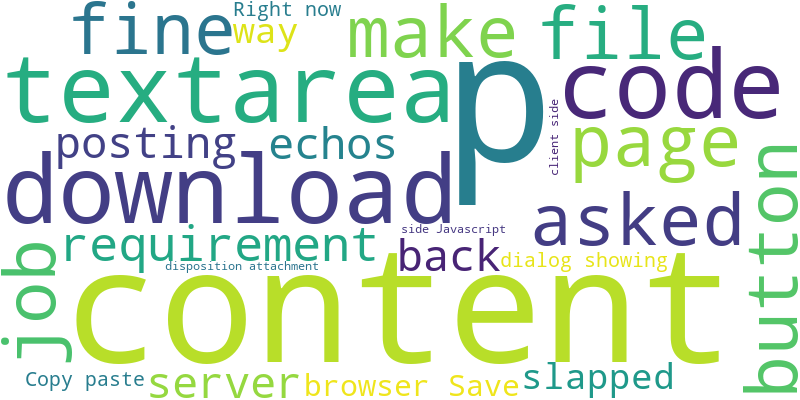 Right now
fine
way
make
file
textarea
p
code
client side
posting
echos
page
download
asked
button
requirement
side Javascript
back
dialog showing
disposition attachment
job
content
Copy paste
server
browser Save
slapped